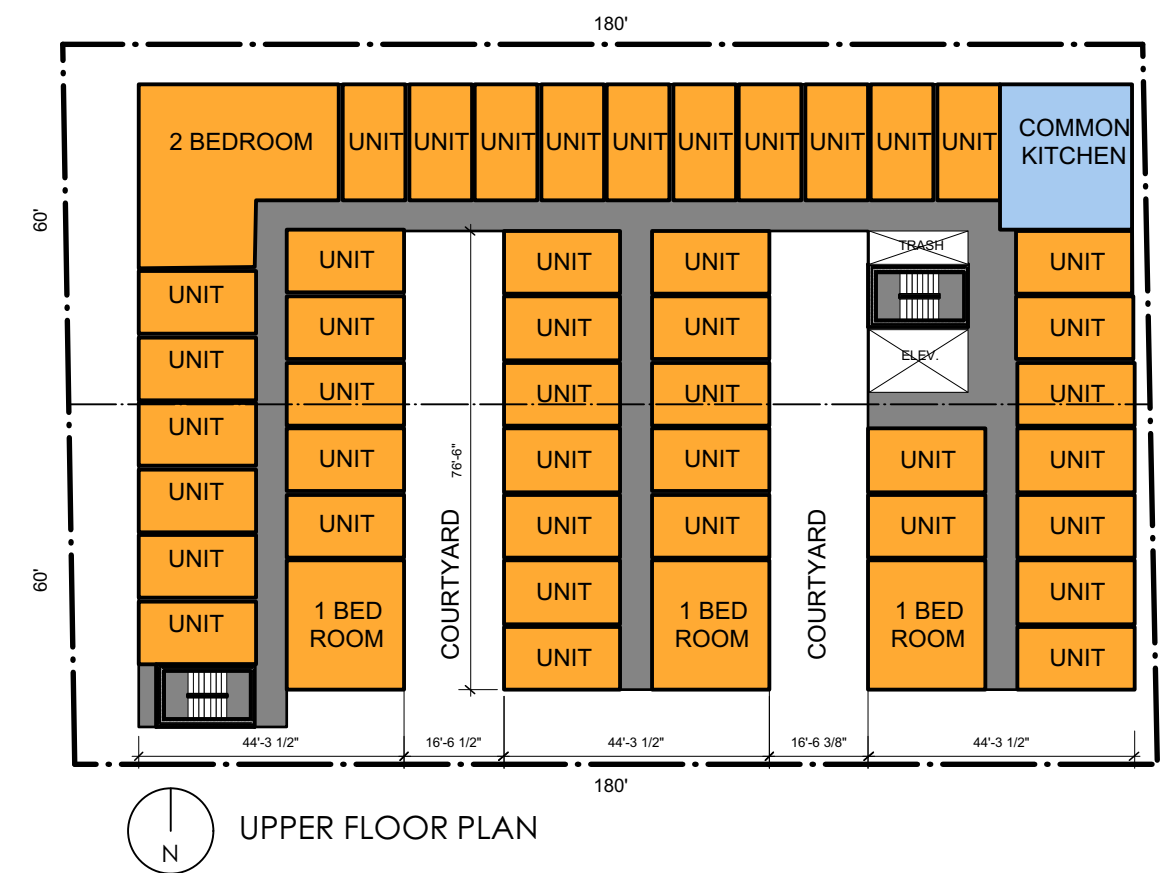 180'
2 BEDROOM
UNIT
UNIT
UNIT
UNIT
UNIT
UNIT
UNIT
UNIT
UNIT
UNIT
COMMON
KITCHEN
60'
60'
UNIT
UNIT
UNIT
UNIT
UNIT
UNIT
UNIT
UNIT
UNIT
UNIT
UNIT
1 BED
ROOM
76'-6"
COURTYARD
UNIT
UNIT
UNIT
UNIT
UNIT
UNIT
UNIT
UNIT
UNIT
UNIT
UNIT
UNIT
1 BED
ROOM
COURTYARD
TRASH
ELEV.
UNIT
UNIT
1 BED
ROOM
UNIT
UNIT
UNIT
UNIT
UNIT
UNIT
UNIT
44'-3 1/2"
16'-6 1/2"
44'-3 1/2"
16'-6 3/8"
44'-3 1/2"
180'
N
UPPER FLOOR PLAN